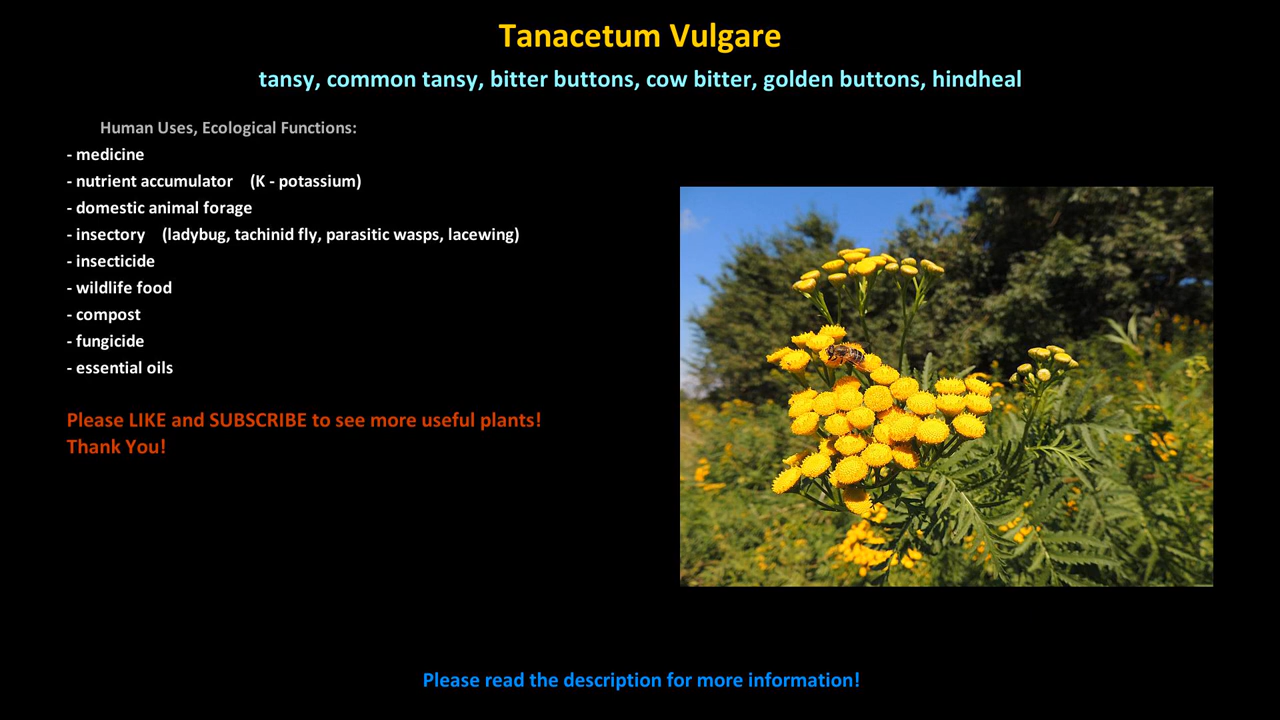 Tanacetum Vulgare
tansy, common tansy, bitter buttons, cow bitter, golden buttons, hindheal
Human Uses, Ecological Functions:
- medicine
- nutrient accumulator (K - potassium)
- domestic animal forage
- insectory (ladybug, tachinid fly, parasitic wasps, lacewing)
- insecticide
- wildlife food
- compost
- fungicide
- essential oils
Please LIKE and SUBSCRIBE to see more useful plants!
Thank You!
Please read the description for more information!